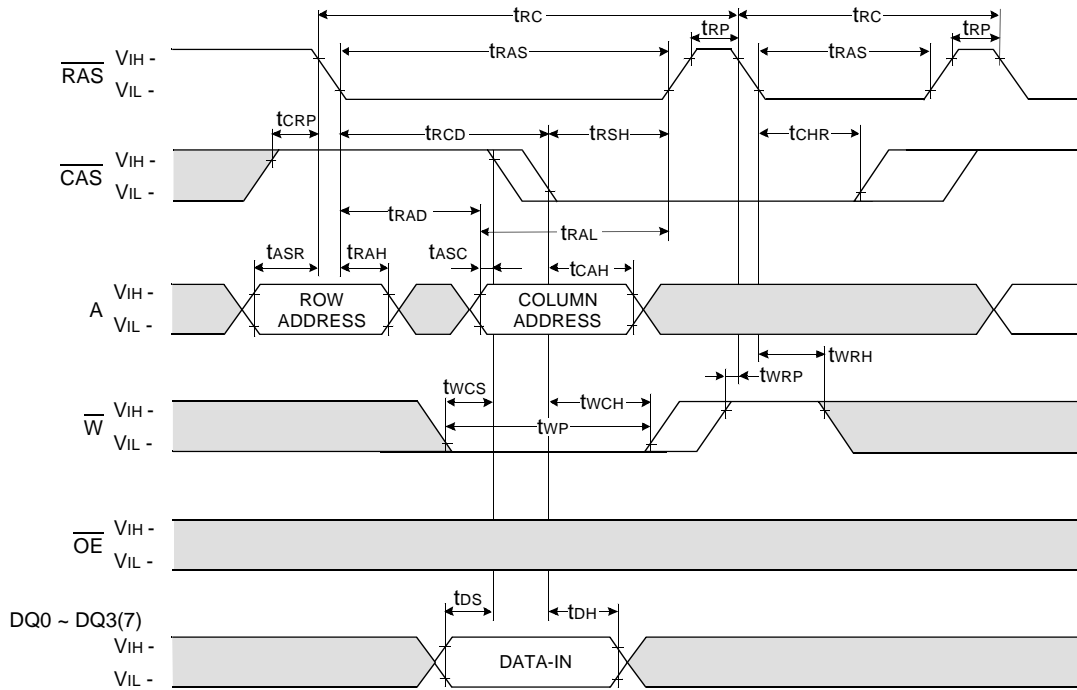 tRC tRC
tRP tRP
tRAS tRAS
RAS VIH -
VIL -
tCRP tRCD tRSH tCHR
CAS VIH -
VIL -
tRAD tRAL
tASR tRAH tASC tCAH
A VIH -
VIL -
ROW
ADDRESS
COLUMN
ADDRESS
tWRH
tWRP
tWCS tWCH
tWP
W VIH -
VIL -
OE VIH -
VIL -
tDS tDH
DQ0 ~ DQ3(7)
VIH -
VIL -
DATA-IN